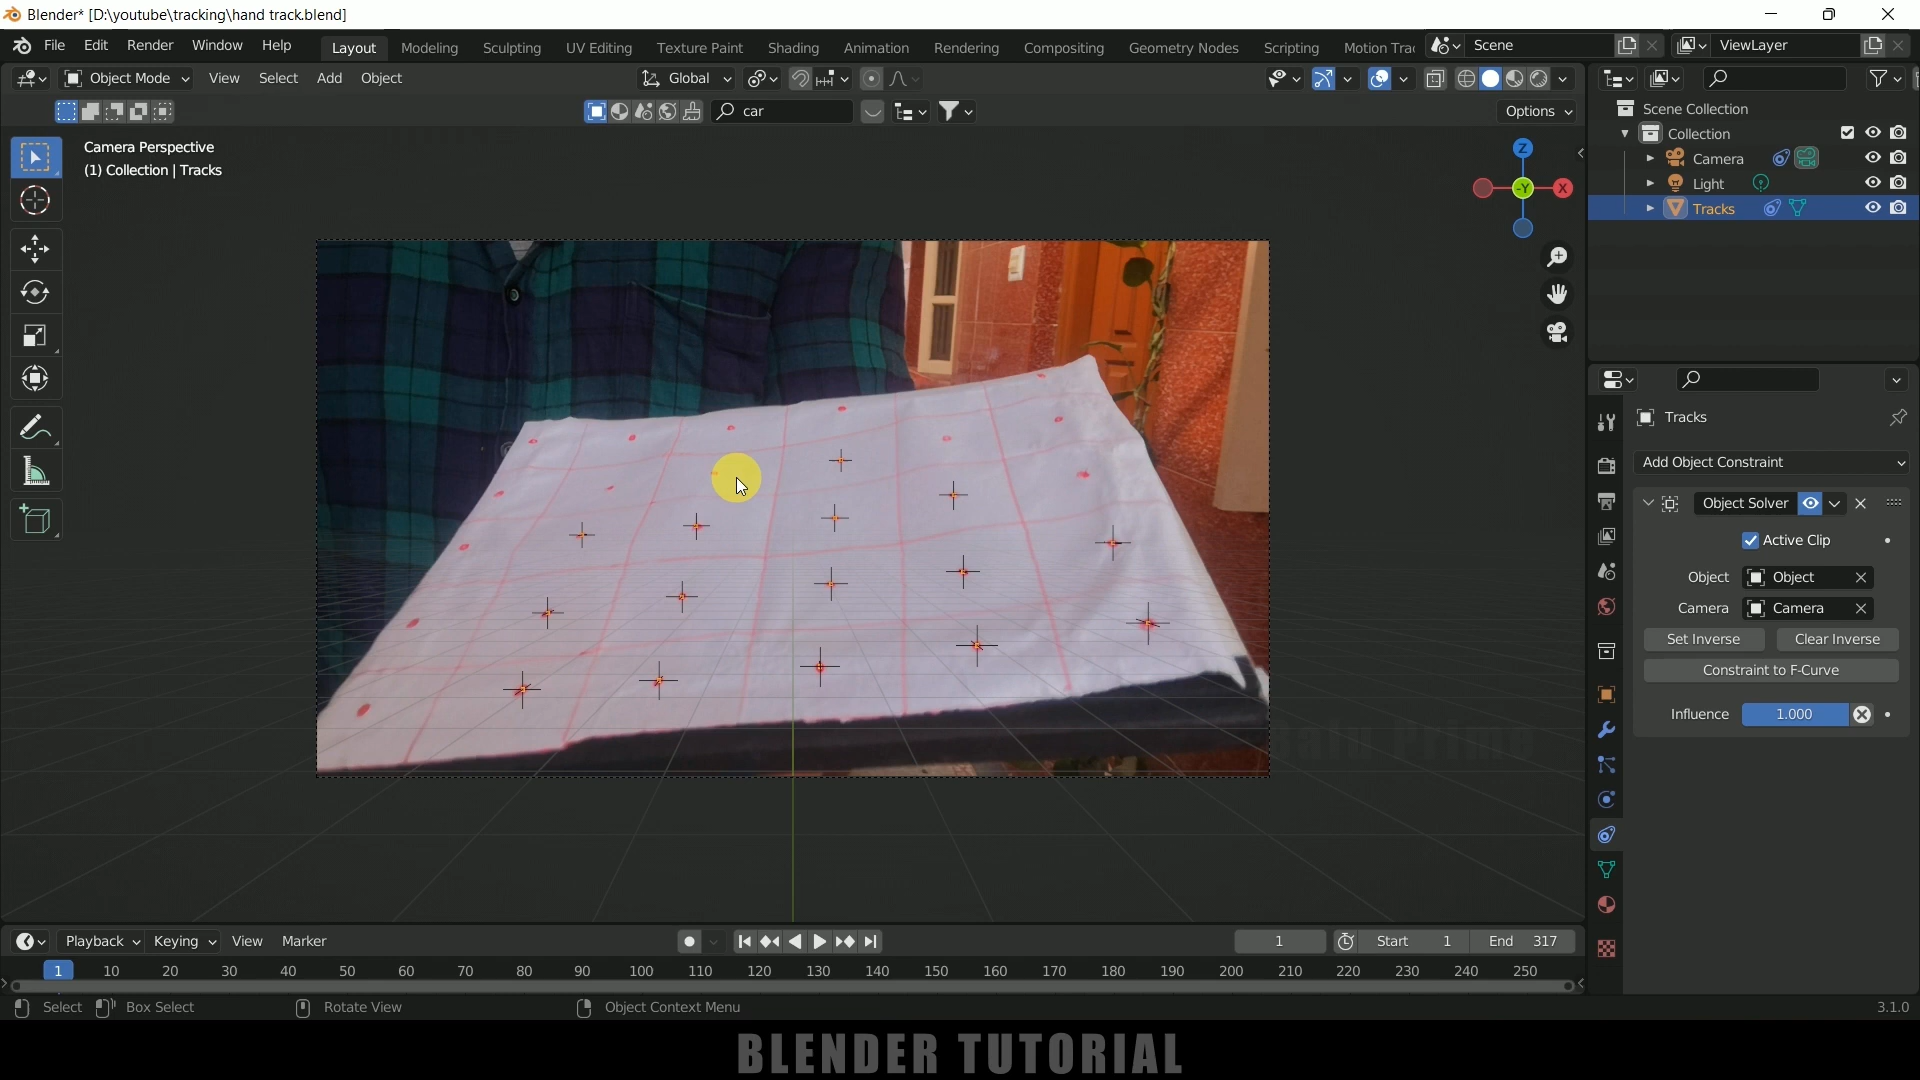 Blender* [D:\youtube\tracking\hand track.blend]
File Edit Render Window Help Layout Modeling Sculpting UV Editing Texture Paint Shading Animation Rendering Compositing Geometry Nodes Scripting Motion Trac Scene ViewLayer
Object Mode View Select Add Object Global
car Options
Camera Perspective
(1) Collection | Tracks
Z
-Y X
Scene Collection
Collection
Camera
Light
Tracks
Tracks
Add Object Constraint
Object Solver
Active Clip
Object Object
Camera Camera
Set Inverse Clear Inverse
Constraint to F-Curve
Influence 1.000
Playback Keying View Marker 1 Start 1 End 317
1 10 20 30 40 50 60 70 80 90 100 110 120 130 140 150 160 170 180 190 200 210 220 230 240 250
Select Box Select Rotate View Object Context Menu 3.1.0
BLENDER TUTORIAL